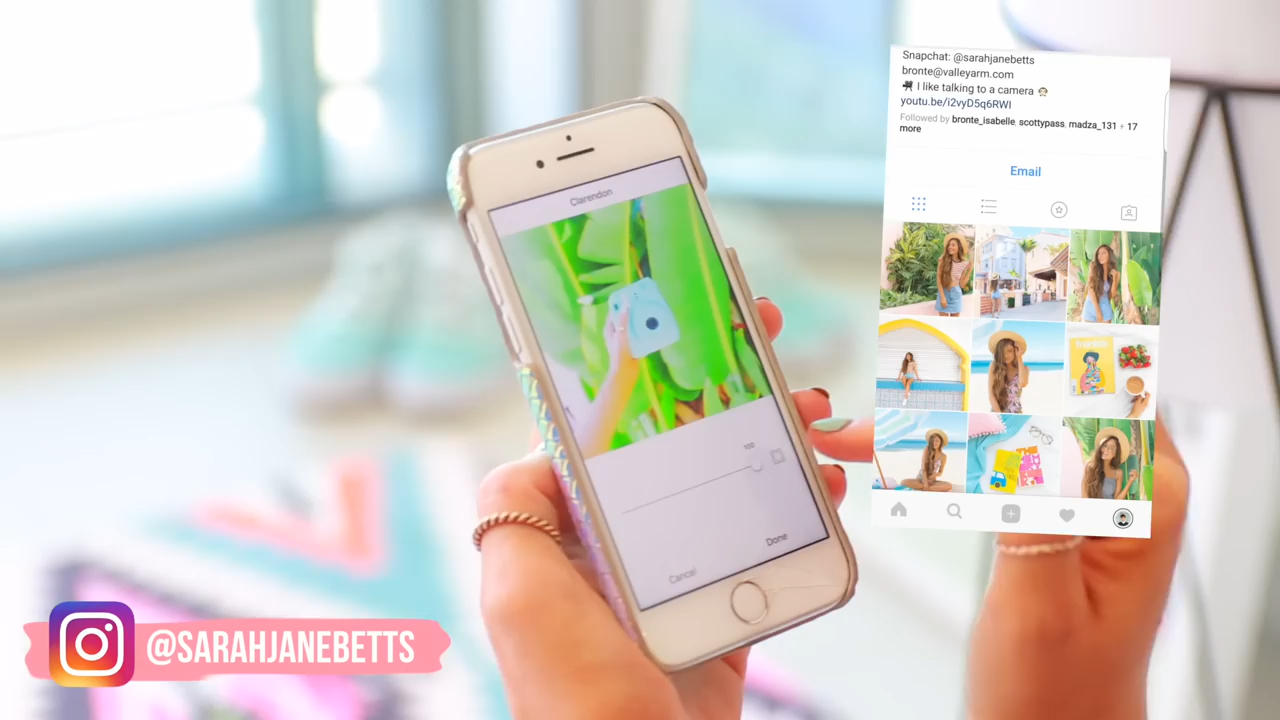 Snapchat: @sarahjanebetts
bronte@valleyarm.com
I like talking to a camera
youtu.be/i2vyD5q6RWI
Followed by bronte_isabelle, scottypass, madza_131 + 17
more
Email
Clarendon
frankie
100
Done
Cancel
@SARAHJANEBETTS